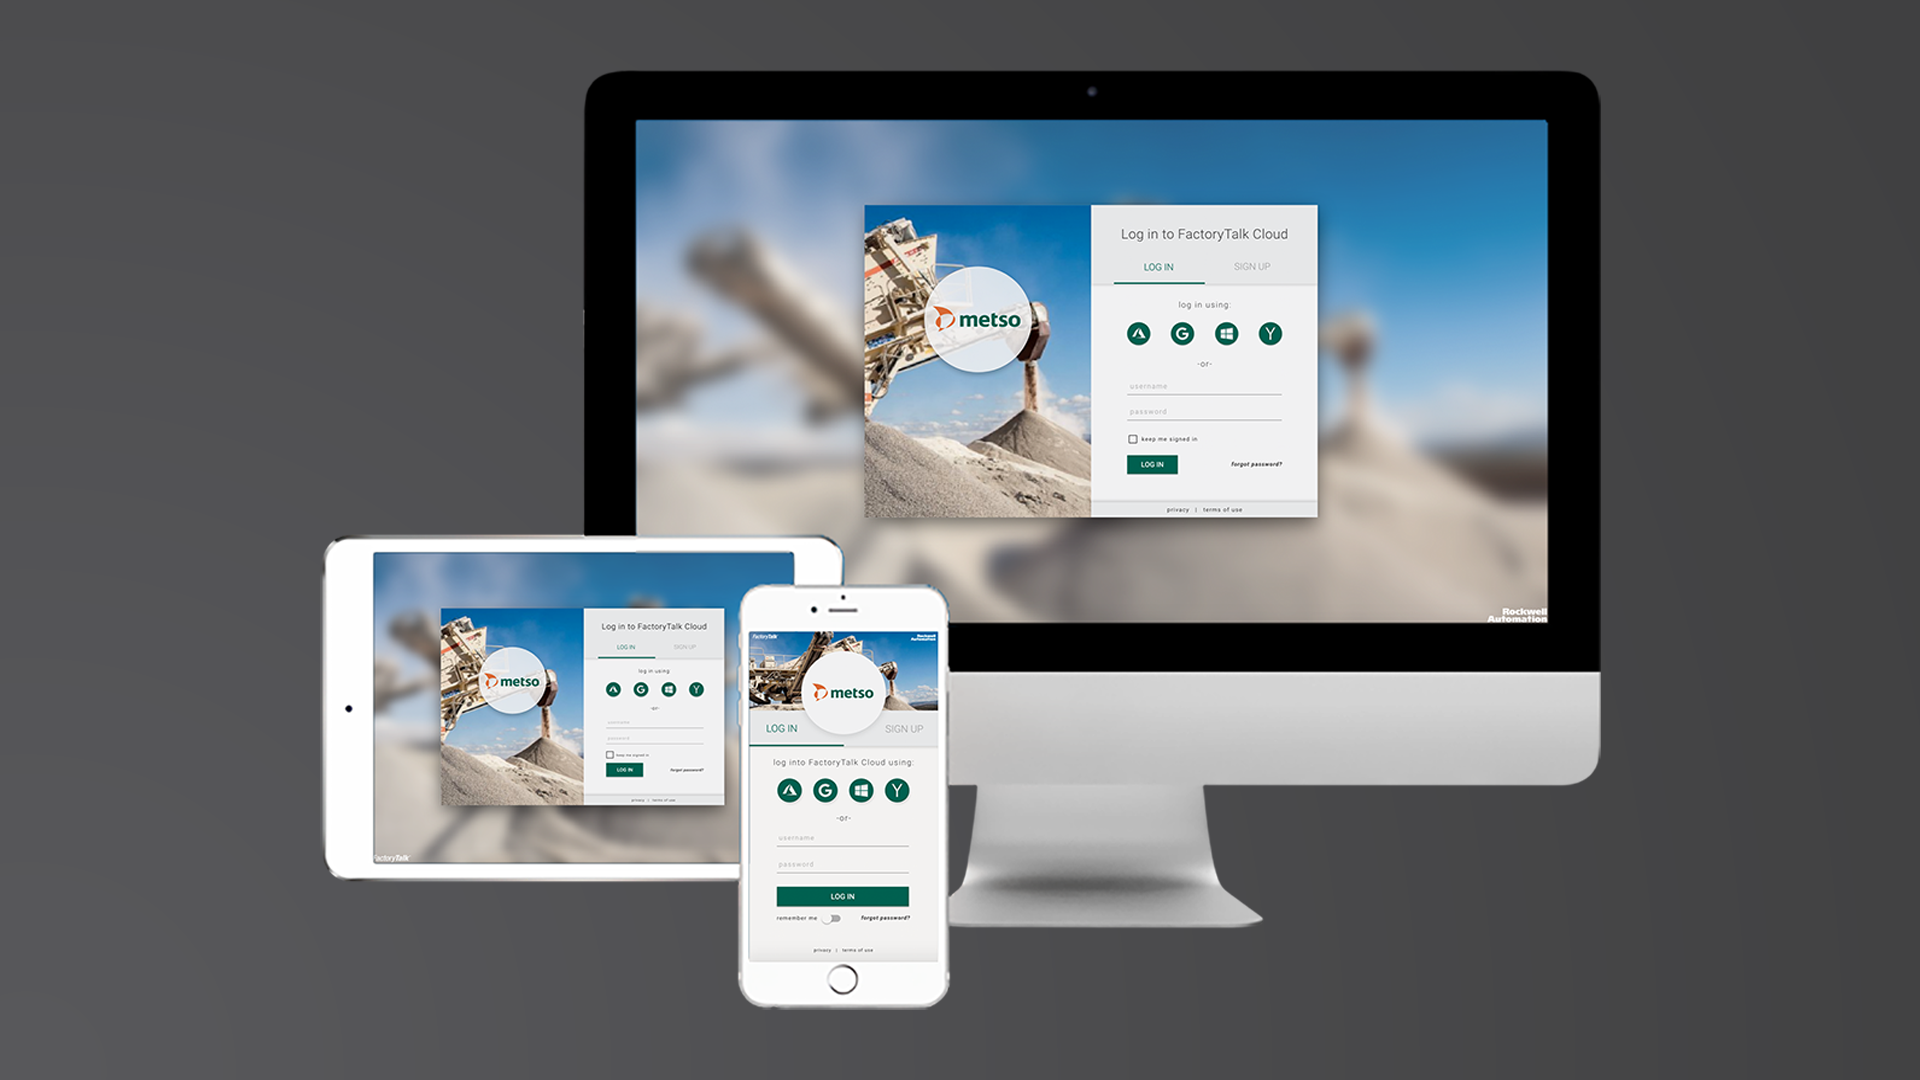 metso
Log in to FactoryTalk Cloud
LOG IN
SIGN UP
log in using:
G
Y
-or-
username
password
keep me signed in
LOG IN
forgot password?
privacy | terms of use
Rockwell
Automation
metso
Log in to FactoryTalk Cloud
LOG IN
SIGN UP
log in using
G
Y
-or-
username
password
keep me signed in
LOG IN
forgot password?
privacy | terms of use
FactoryTalk
FactoryTalk
Rockwell
Automation
metso
LOG IN
SIGN UP
log into FactoryTalk Cloud using:
G
Y
-or-
username
password
LOG IN
remember me
forgot password?
privacy | terms of use